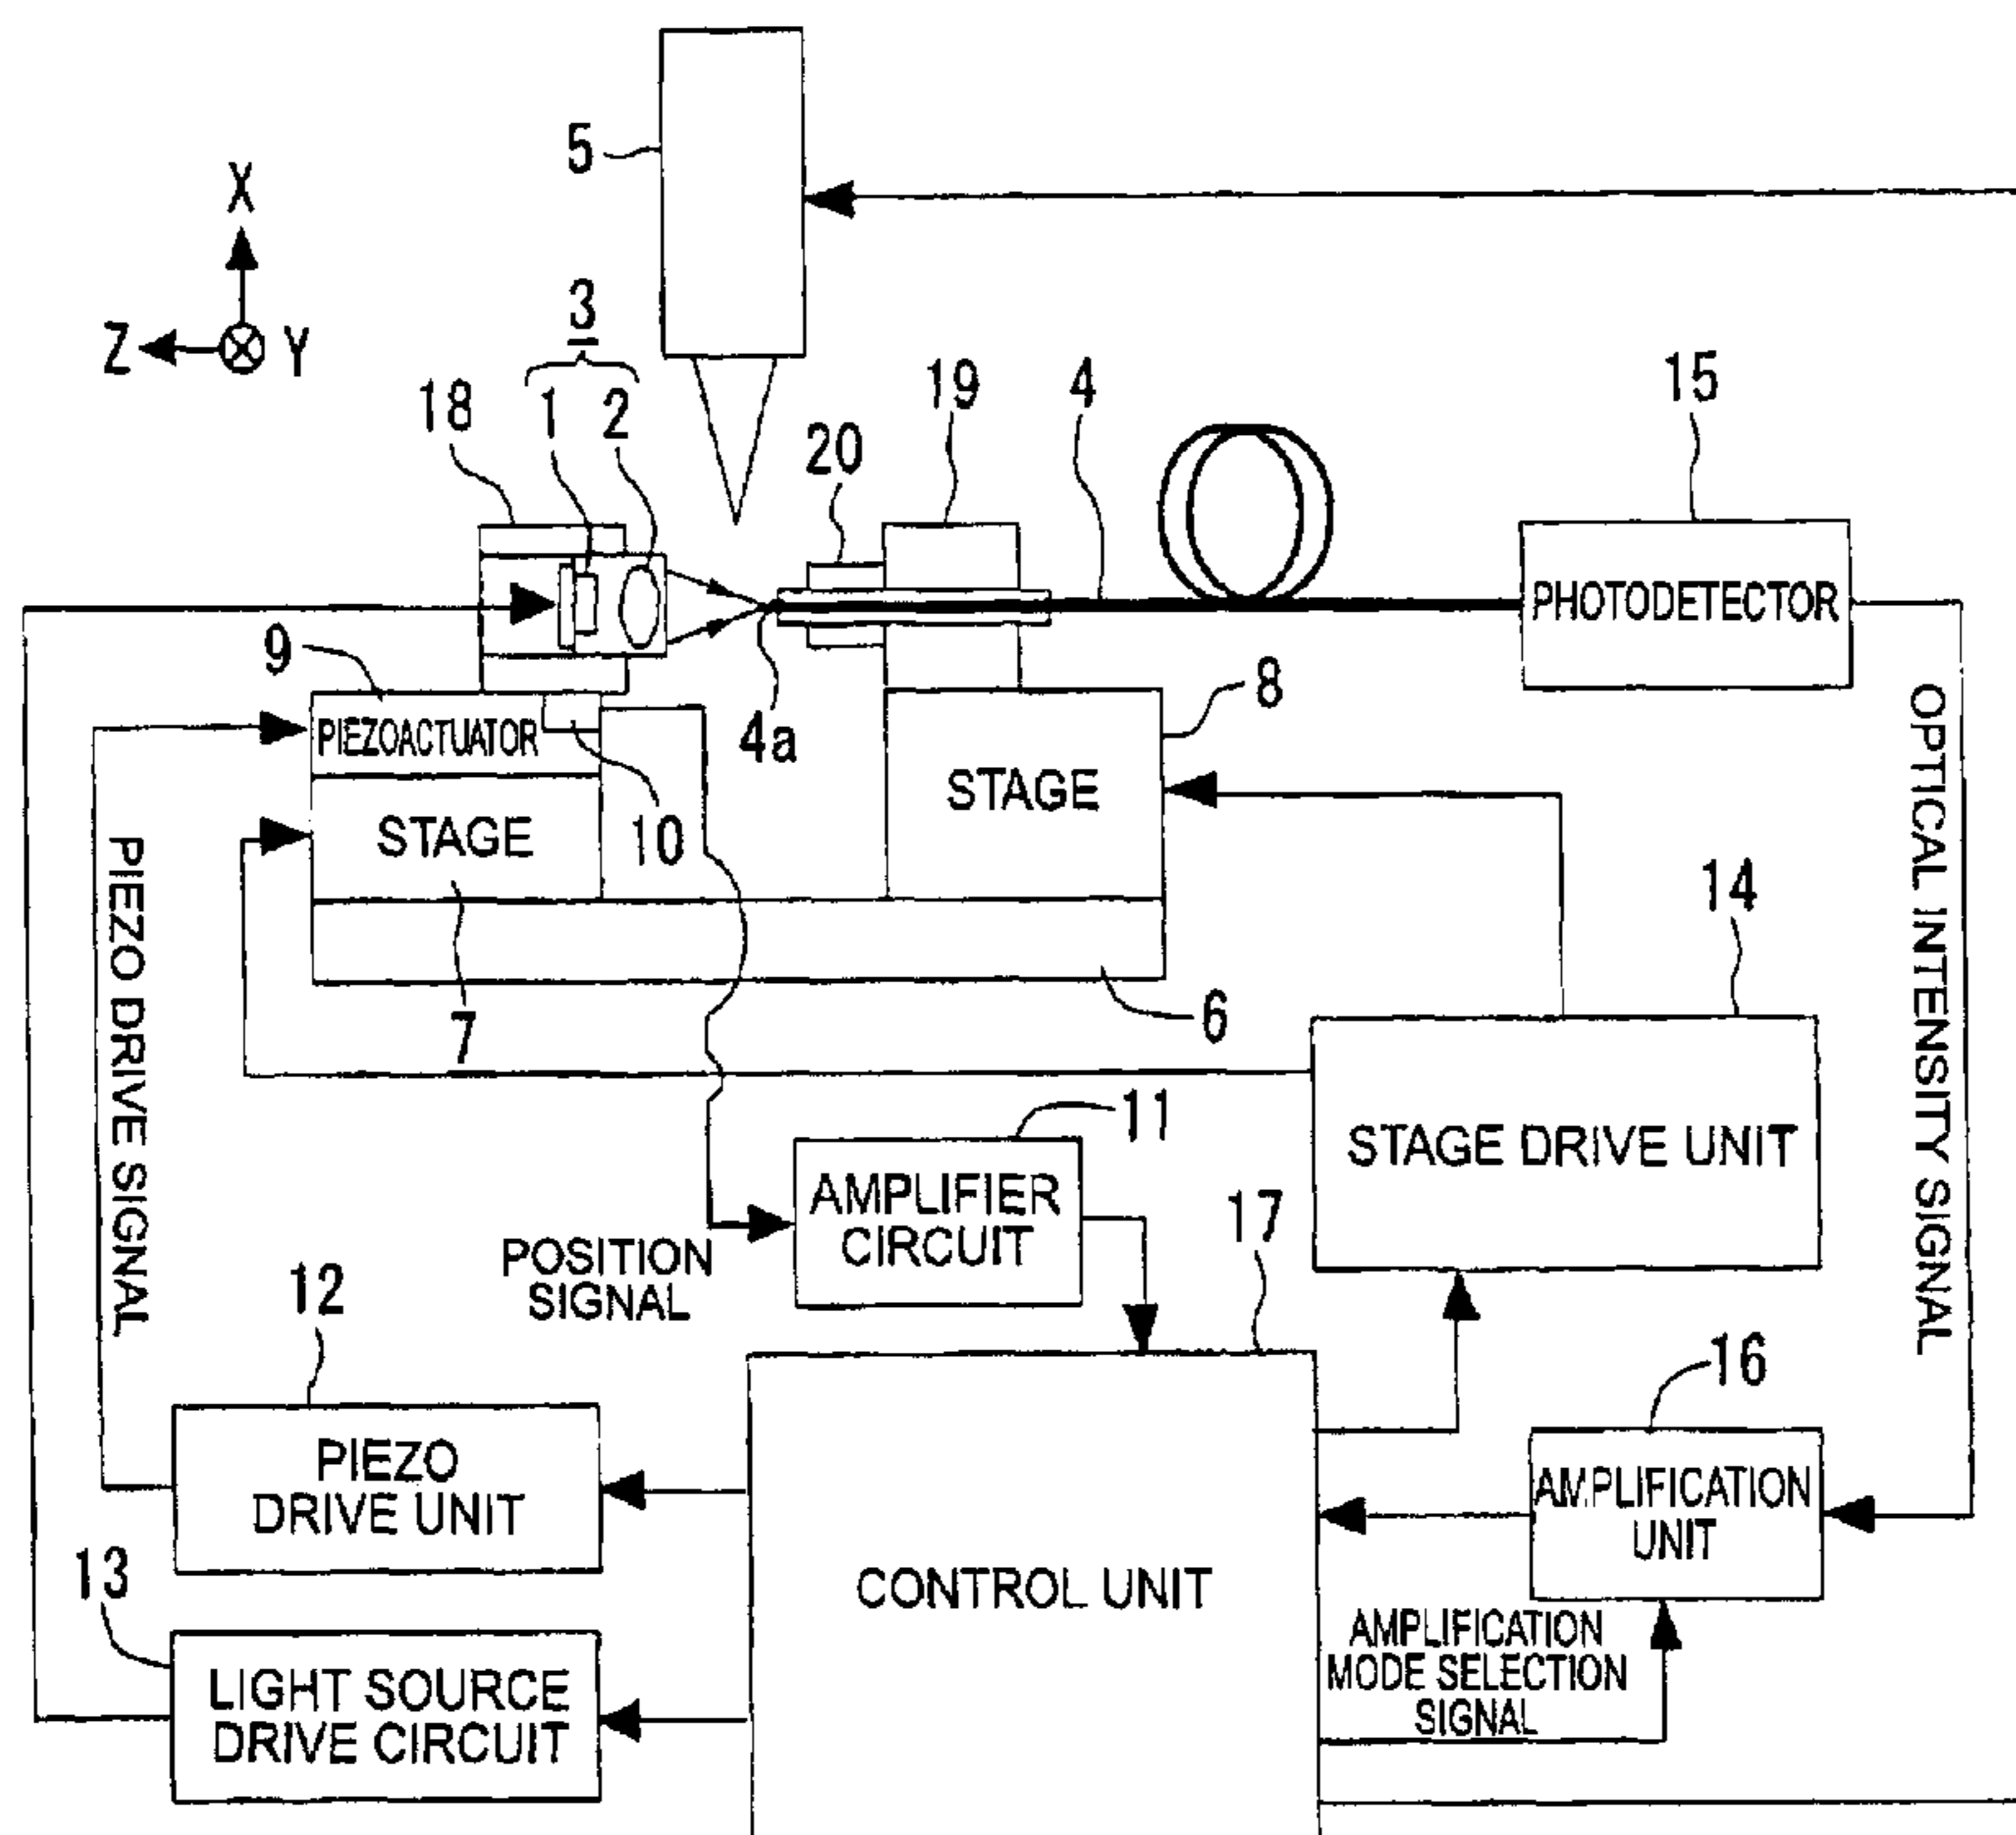 5
X
Z
Y
3
18
1
2
20
19
4
15
PHOTODETECTOR
9
8
PIEZOACTUATOR
4a
STAGE
10
STAGE
7
6
14
PIEZO DRIVE SIGNAL
OPTICAL INTENSITY SIGNAL
STAGE DRIVE UNIT
11
AMPLIFIER
CIRCUIT
17
POSITION
SIGNAL
12
16
PIEZO
DRIVE UNIT
AMPLIFICATION
UNIT
CONTROL UNIT
13
LIGHT SOURCE
DRIVE CIRCUIT
AMPLIFICATION
MODE SELECTION
SIGNAL